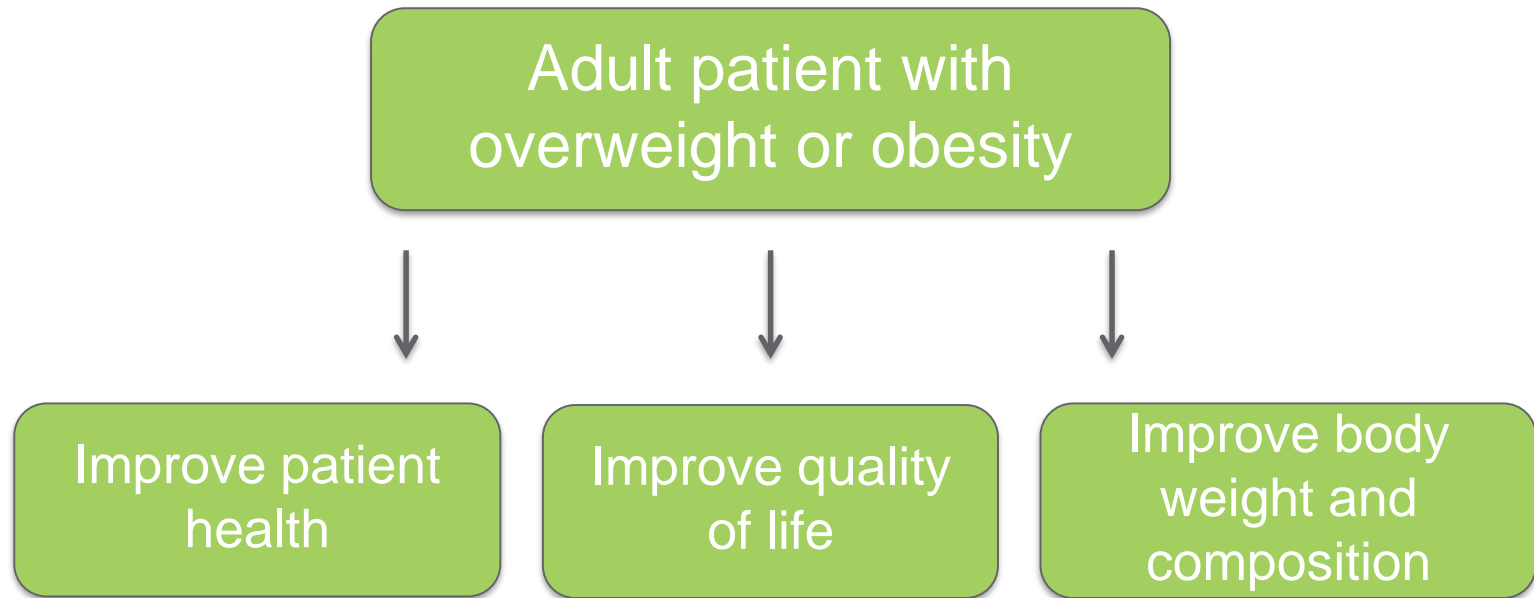 Adult patient with
overweight or obesity
Improve patient
health
Improve quality
of life
Improve body
weight and
composition